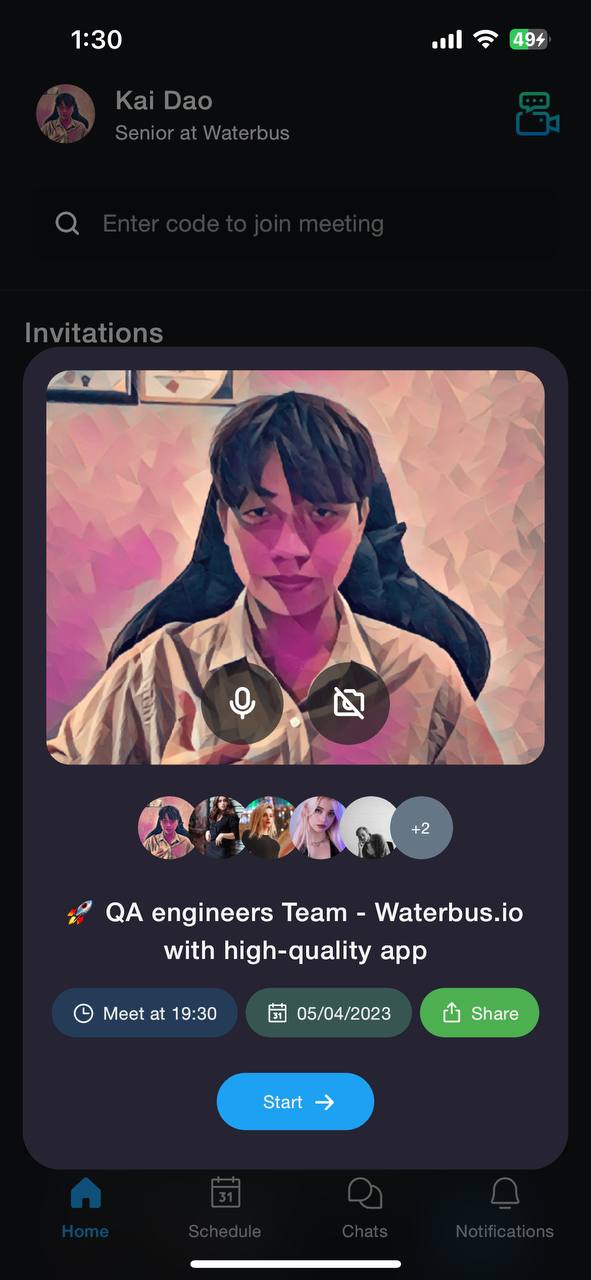 1:30
49
Kai Dao
Senior at Waterbus
Enter code to join meeting
Invitations
+2
🚀 QA engineers Team - Waterbus.io
with high-quality app
Meet at 19:30
31
05/04/2023
Share
Start
31
Home
Schedule
Chats
Notifications